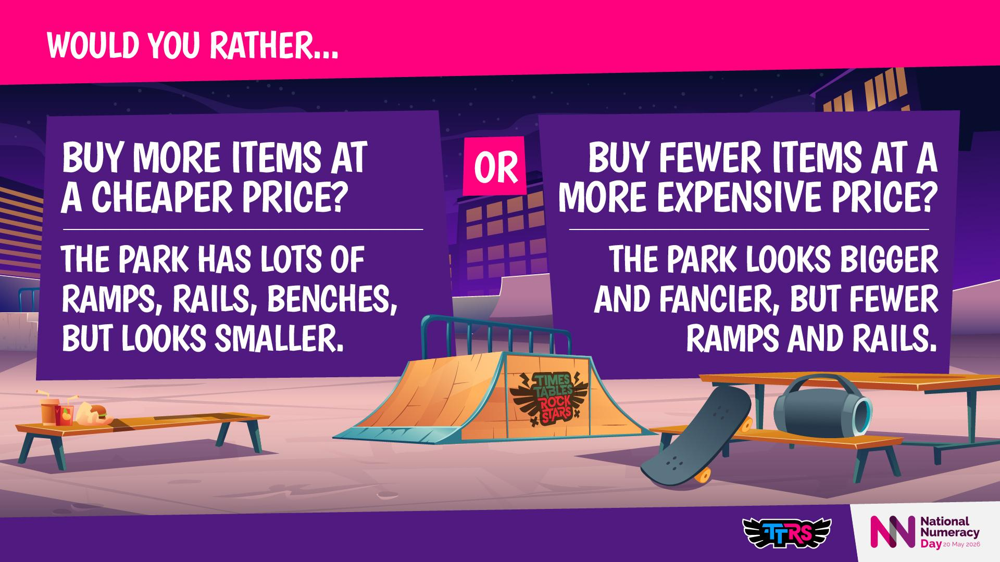 WOULD YOU RATHER...
BUY MORE ITEMS AT
A CHEAPER PRICE?
THE PARK HAS LOTS OF
RAMPS, RAILS, BENCHES,
BUT LOOKS SMALLER.
OR
BUY FEWER ITEMS AT A
MORE EXPENSIVE PRICE?
THE PARK LOOKS BIGGER
AND FANCIER, BUT FEWER
RAMPS AND RAILS.
TIMES
TABLES
ROCK
STARS
TTRS
National
Numeracy
Day 20 May 2026